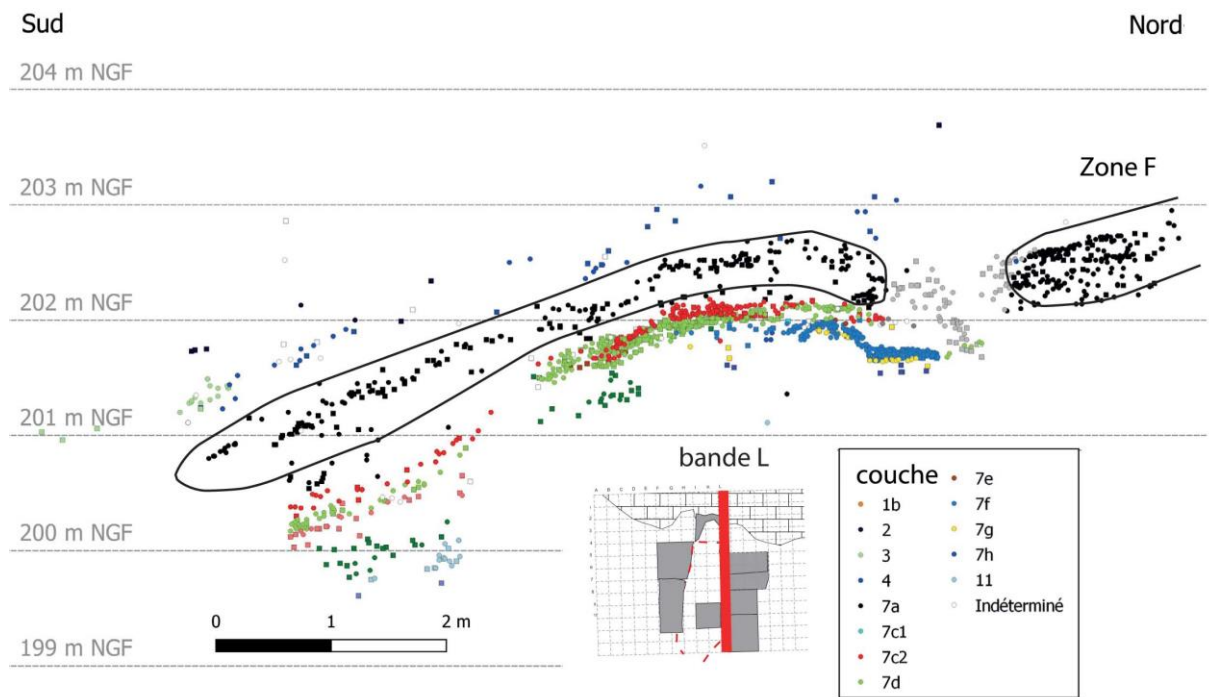 Sud
Nord
204 m NGF
203 m NGF
Zone F
202 m NGF
201 m NGF
bande L
200 m NGF
0 1 2 m
199 m NGF
couche
1b
2
3
4
7a
7c1
7c2
7d
7e
7f
7g
7h
11
Indéterminé